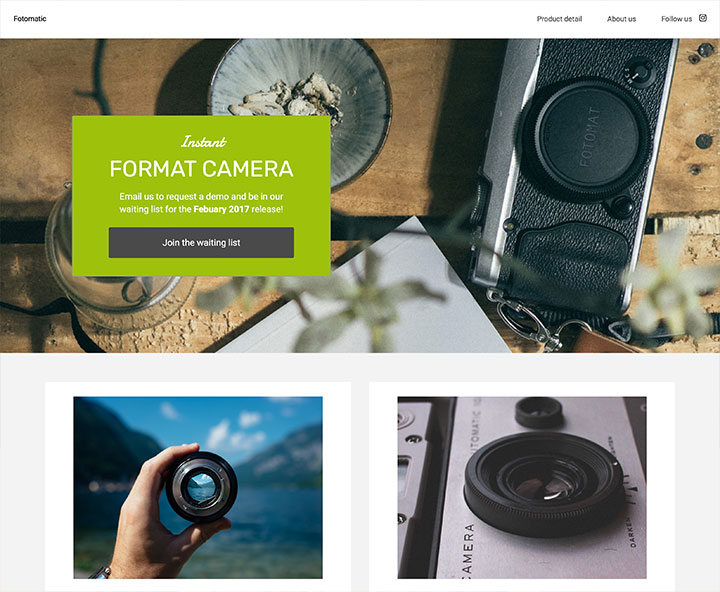 Fotomatic
Product detail
About us
Follow us
FOTOMAT
Instant
FORMAT CAMERA
Email us to request a demo and be in our
waiting list for the Febuary 2017 release!
Join the waiting list
CAMERA
DARKE